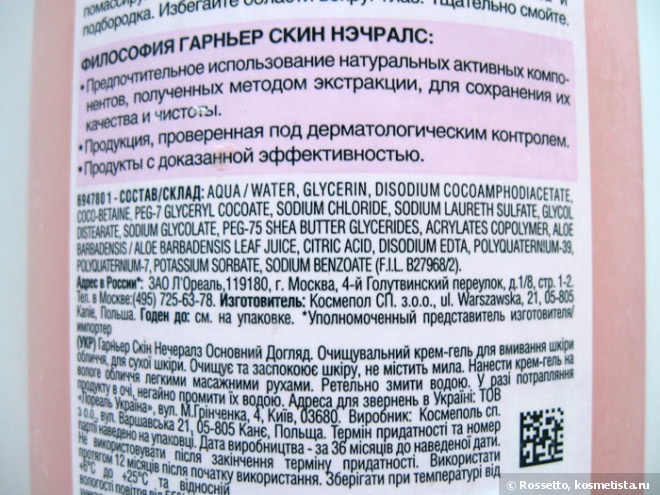 подбородка. Избегайте области вокруг глаз. Тщательно смойте.
ФИЛОСОФИЯ ГАРНЬЕР СКИН НЭЧРАЛС:
• Предпочтительное использование натуральных активных компо-
нентов, полученных методом экстракции, для сохранения их
качества и чистоты.
• Продукция, проверенная под дерматологическим контролем.
• Продукты с доказанной эффективностью.
694780 1 - СОСТАВ/СКЛАД: AQUA / WATER, GLYCERIN, DISODIUM COCOAMPHODIACETATE,
COCO-BETAINE, PEG-7 GLYCERYL COCOATE, SODIUM CHLORIDE, SODIUM LAURETH SULFATE, GLYCOL
DISTEARATE, SODIUM GLYCOLATE, PEG-75 SHEA BUTTER GLYCERIDES, ACRYLATES COPOLYMER, ALOE
BARBADENSIS / ALOE BARBADENSIS LEAF JUICE, CITRIC ACID, DISODIUM EDTA, POLYQUATERNIUM-39,
POLYQUATERNIUM-7, POTASSIUM SORBATE, SODIUM BENZOATE (F.I.L. B27968/2).
Адрес в России*: ЗАО Л'Ореаль,119180, г. Москва, 4-й Голутвинский переулок, д.1/8, стр. 1-2.
Тел. в Москве:(495) 725-63-78. Изготовитель: Космепол СП. з.о.о., ul. Warszawska, 21, 05-805
Kanie, Польша. Годен до: см. на упаковке. *Уполномоченный представитель изготовителя/
импортер
(УКР) Гарньєр Скін Нечералз Основний Догляд. Очищувальний крем-гель для вмивання шкіри
обличчя, для сухої шкіри. Очищує та заспокоює шкіру, не містить мила. Нанести крем-гель на
вологе обличчя легкими масажними рухами. Ретельно змити водою. У разі потрапляння
продукту в очі, негайно промити їх водою. Адреса для звернень в Україні: ТОВ
«Лореаль Україна», вул. М.Грінченка, 4, Київ, 03680. Виробник: Космеполь сп.
з о.о., вул. Варшавська 21, 05-805 Канє, Польща. Термін придатності та номер
партії наведено на упаковці. Дата виробництва - за 36 місяців до наведеної дати.
Не використовувати після закінчення терміну придатності. Використати
протягом 12 місяців після початку використання. Зберігати при температурі від
+5°C до +25°C та відносній
вологості повітря від
© Rossetto, kosmetista.ru